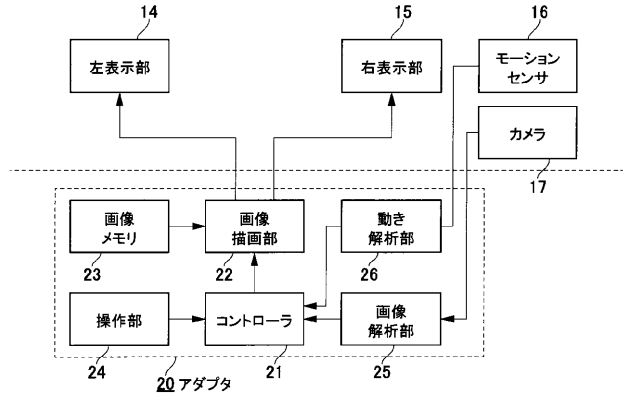 14
15
16
左表示部
右表示部
モーション
センサ
カメラ
17
画像
メモリ
画像
描画部
動き
解析部
23
22
26
操作部
コントローラ
画像
解析部
24
21
25
20 アダプタ